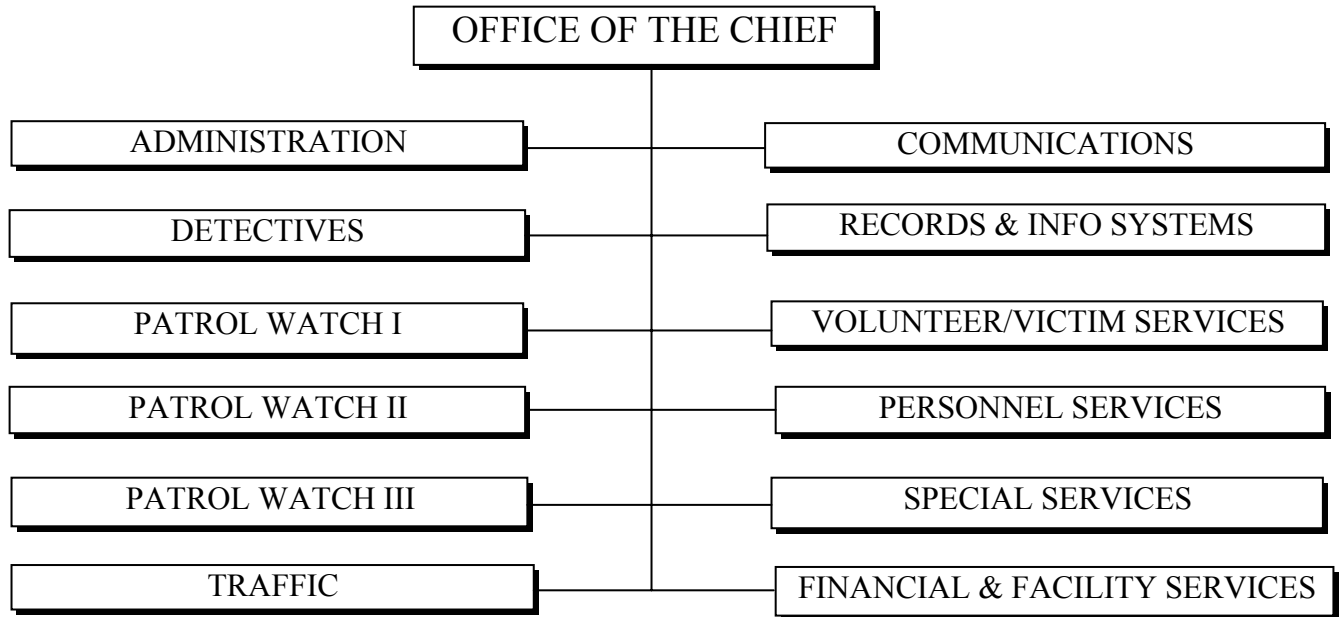 OFFICE OF THE CHIEF
ADMINISTRATION
COMMUNICATIONS
DETECTIVES
RECORDS & INFO SYSTEMS
PATROL WATCH I
VOLUNTEER/VICTIM SERVICES
PATROL WATCH II
PERSONNEL SERVICES
PATROL WATCH III
SPECIAL SERVICES
TRAFFIC
FINANCIAL & FACILITY SERVICES